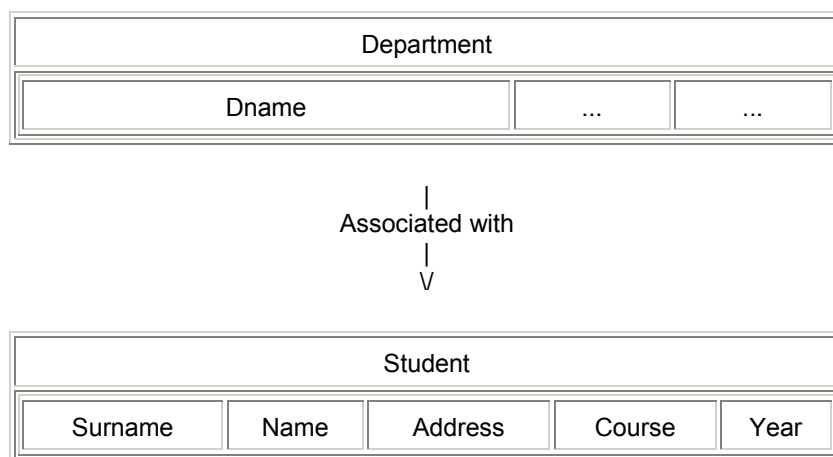 Department
Dname ... ...
|
Associated with
|
\/
Student
Surname Name Address Course Year